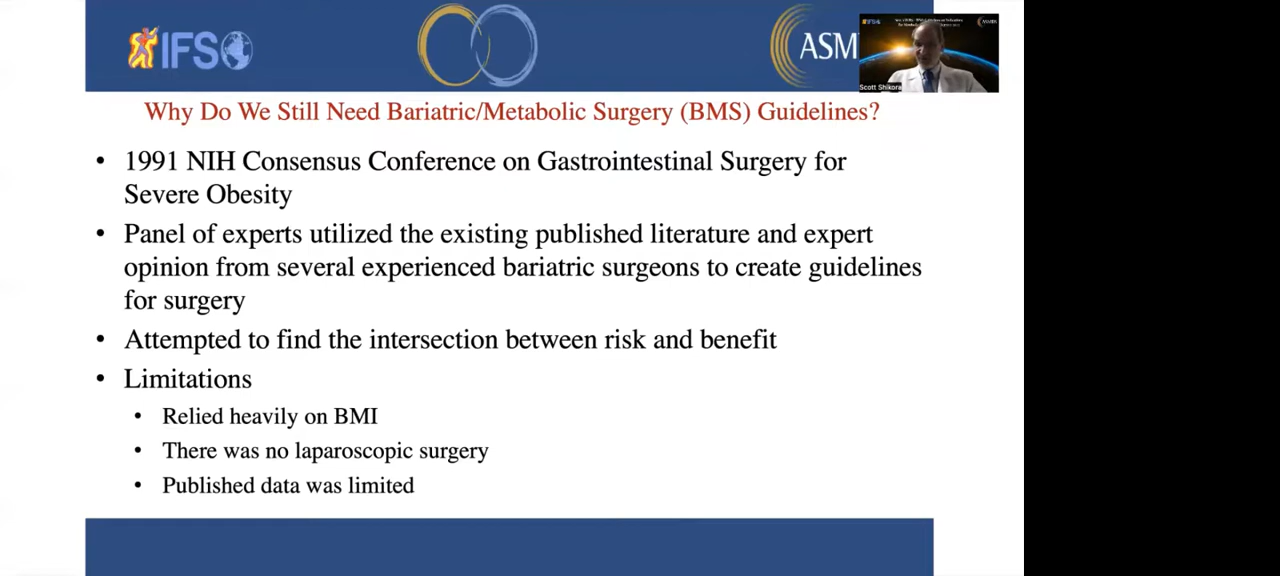 IFSO
ASM
ASMBS
Scott Shikora
Why Do We Still Need Bariatric/Metabolic Surgery (BMS) Guidelines?
• 1991 NIH Consensus Conference on Gastrointestinal Surgery for
Severe Obesity
• Panel of experts utilized the existing published literature and expert
opinion from several experienced bariatric surgeons to create guidelines
for surgery
• Attempted to find the intersection between risk and benefit
• Limitations
• Relied heavily on BMI
• There was no laparoscopic surgery
• Published data was limited